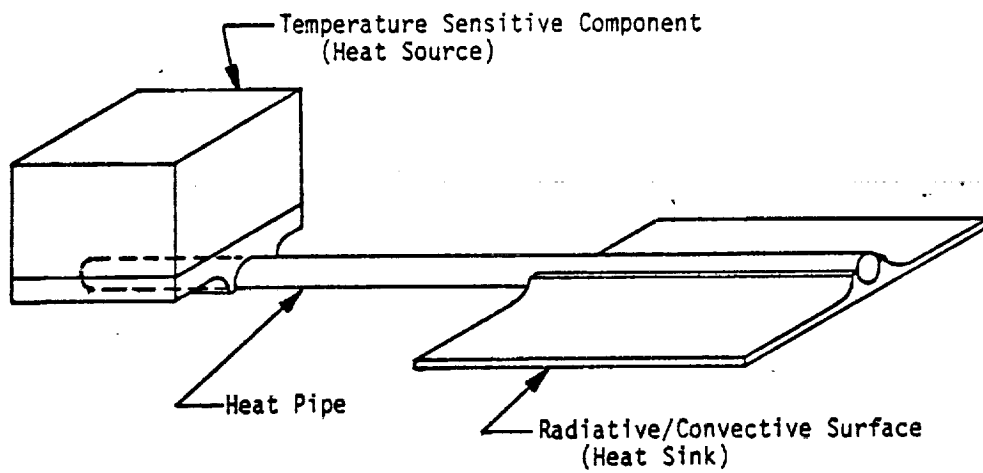 Temperature Sensitive Component
(Heat Source)
Heat Pipe
Radiative/Convective Surface
(Heat Sink)